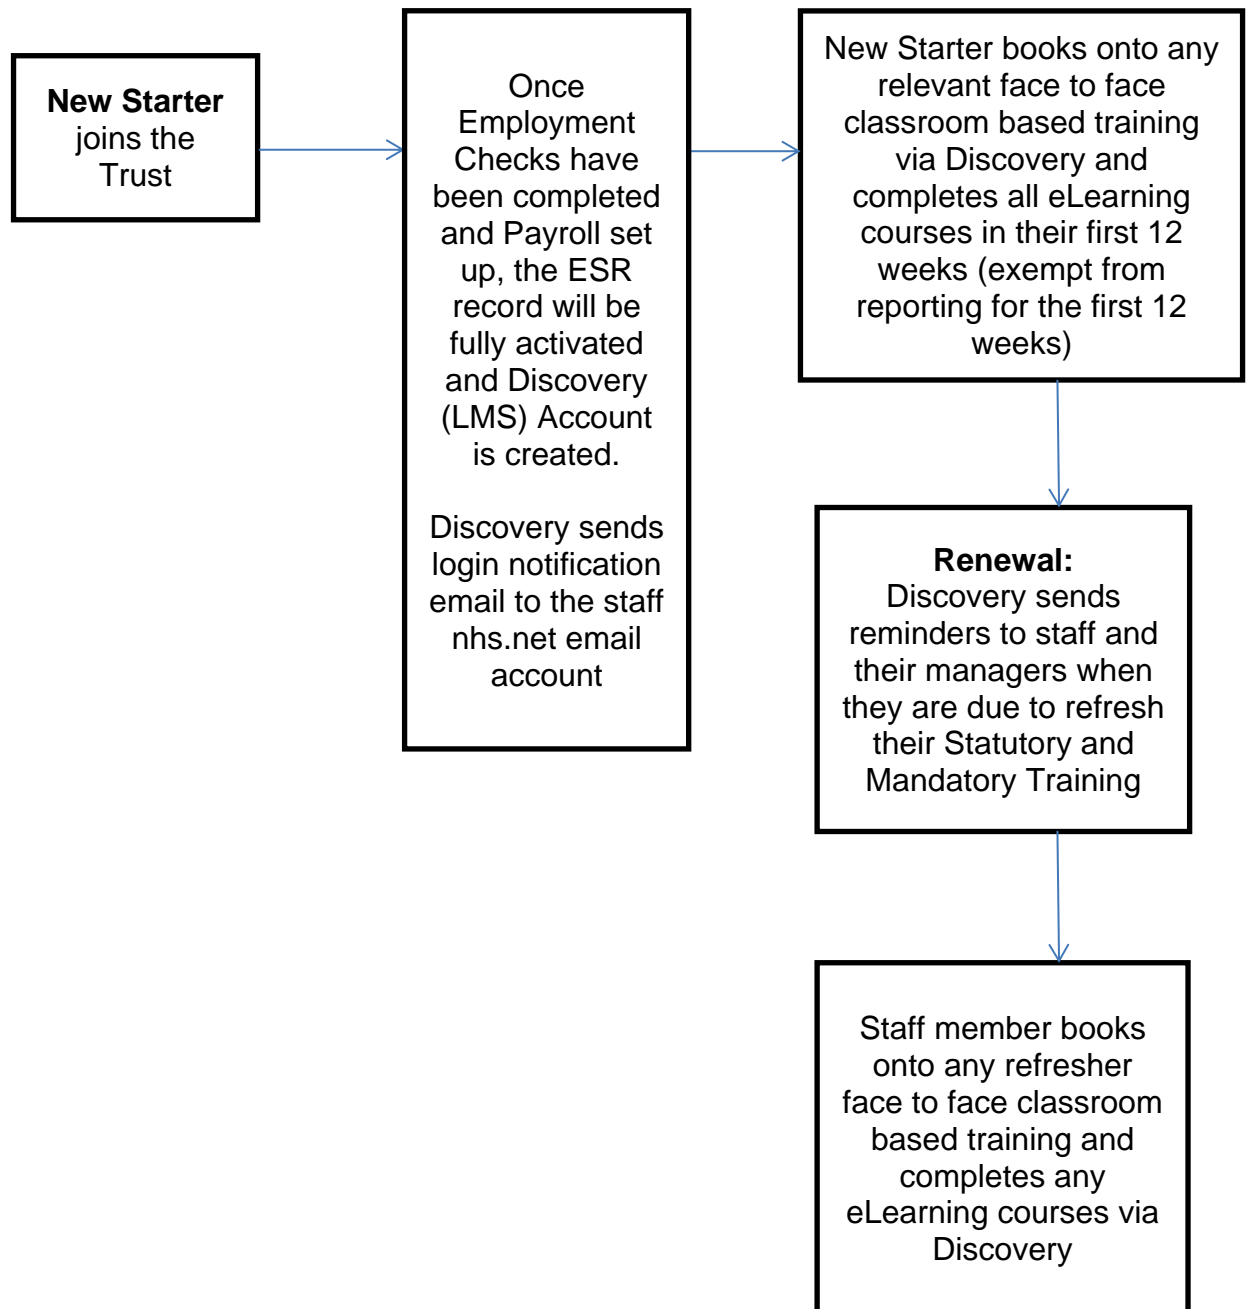 New Starter
joins the
Trust
Once
Employment
Checks have
been completed
and Payroll set
up, the ESR
record will be
fully activated
and Discovery
(LMS) Account
is created.
Discovery sends
login notification
email to the staff
nhs.net email
account
New Starter books onto any
relevant face to face
classroom based training
via Discovery and
completes all eLearning
courses in their first 12
weeks (exempt from
reporting for the first 12
weeks)
Renewal:
Discovery sends
reminders to staff and
their managers when
they are due to refresh
their Statutory and
Mandatory Training
Staff member books
onto any refresher
face to face classroom
based training and
completes any
eLearning courses via
Discovery